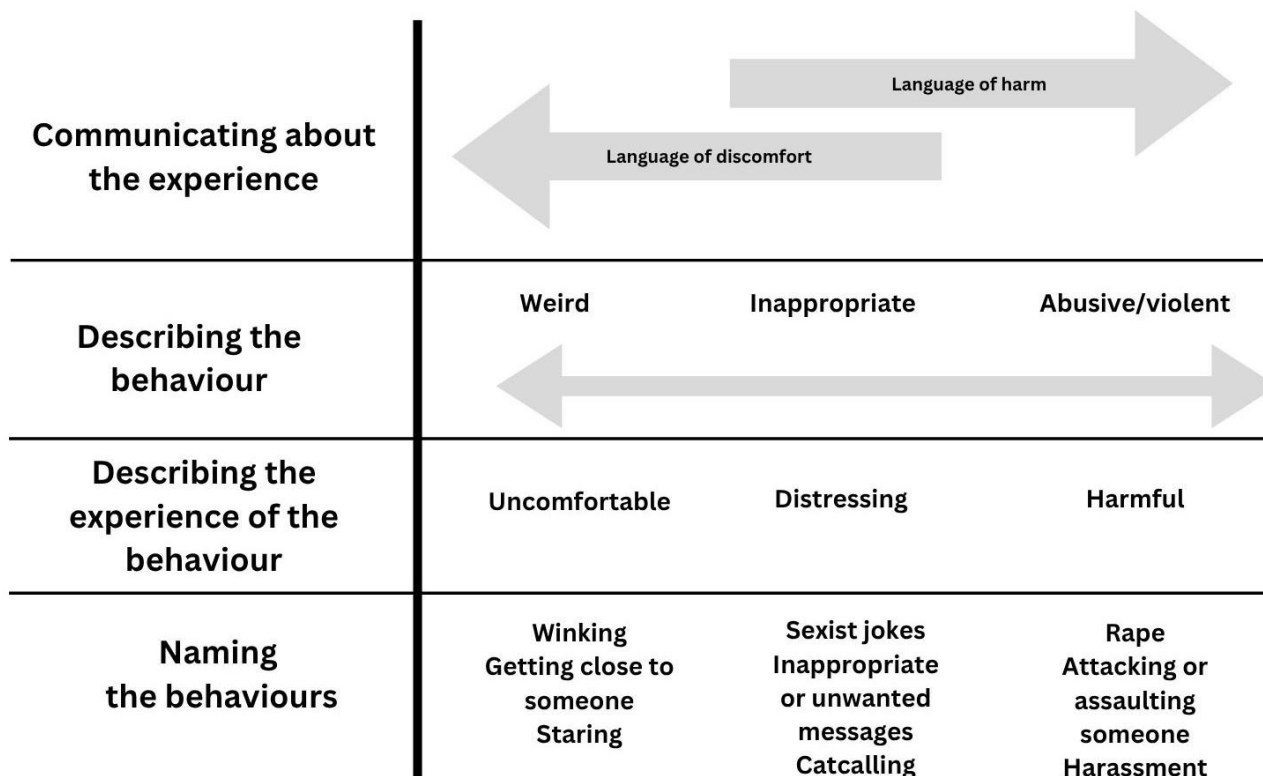 Communicating about
the experience
Language of harm
Language of discomfort
Describing the
behaviour
Weird
Inappropriate
Abusive/violent
Describing the
experience of the
behaviour
Uncomfortable
Distressing
Harmful
Naming
the behaviours
Winking
Getting close to
someone
Staring
Sexist jokes
Inappropriate
or unwanted
messages
Catcalling
Rape
Attacking or
assaulting
someone
Harassment